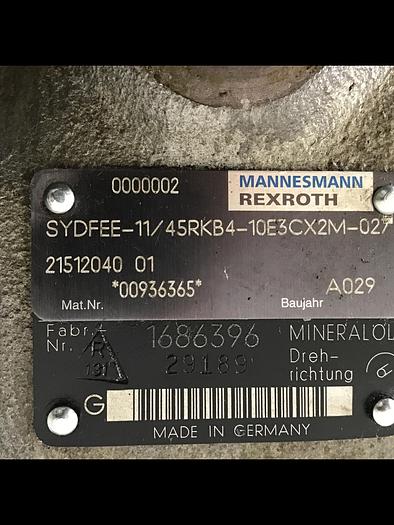 0000002
MANNESMANN
REXROTH
SYDFEE-11/45RKB4-10E3CX2M-027
21512040 01
*00936365*
A029
Mat.Nr. Baujahr
Fabr.- 1686396 MINERALÖL
Nr. 29189 Dreh-
richtung
G
MADE IN GERMANY